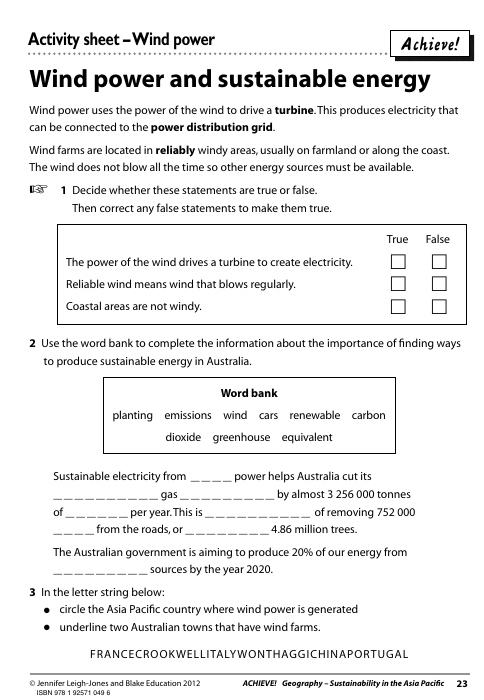 Activity sheet – Wind power
Achieve!
Wind power and sustainable energy
Wind power uses the power of the wind to drive a turbine. This produces electricity that
can be connected to the power distribution grid.
Wind farms are located in reliably windy areas, usually on farmland or along the coast.
The wind does not blow all the time so other energy sources must be available.
1 Decide whether these statements are true or false.
Then correct any false statements to make them true.
True False
The power of the wind drives a turbine to create electricity.
Reliable wind means wind that blows regularly.
Coastal areas are not windy.
2 Use the word bank to complete the information about the importance of finding ways
to produce sustainable energy in Australia.
Word bank
planting emissions wind cars renewable carbon
dioxide greenhouse equivalent
Sustainable electricity from _ _ _ _ power helps Australia cut its
_ _ _ _ _ _ _ _ _ _ gas _ _ _ _ _ _ _ _ _ by almost 3 256 000 tonnes
of _ _ _ _ _ _ per year. This is _ _ _ _ _ _ _ _ _ _ of removing 752 000
_ _ _ _ from the roads, or _ _ _ _ _ _ _ _ 4.86 million trees.
The Australian government is aiming to produce 20% of our energy from
_ _ _ _ _ _ _ _ _ sources by the year 2020.
3 In the letter string below:
● circle the Asia Pacific country where wind power is generated
● underline two Australian towns that have wind farms.
FRANCECROOKWELLITALYWONTHAGGICHINAPORTUGAL
© Jennifer Leigh-Jones and Blake Education 2012
ACHIEVE! Geography – Sustainability in the Asia Pacific 23
ISBN 978 1 92571 049 6